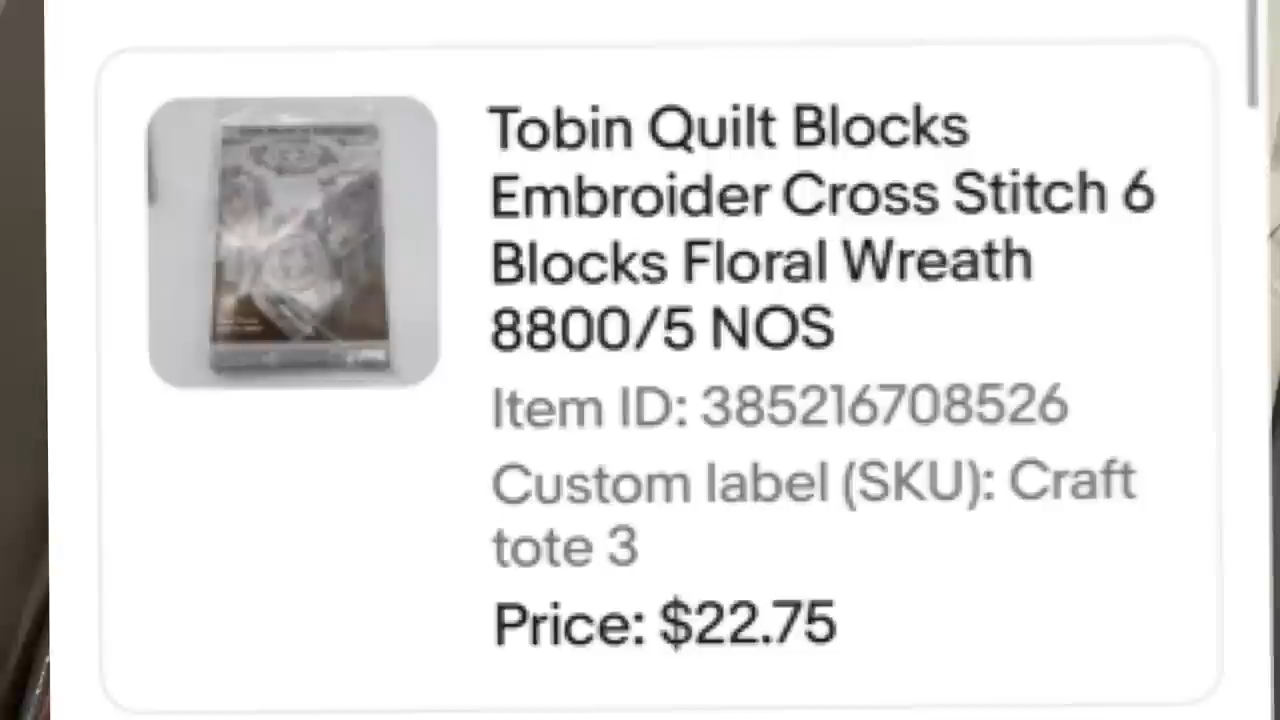 Tobin Quilt Blocks
Embroider Cross Stitch 6
Blocks Floral Wreath
8800/5 NOS
Item ID: 385216708526
Custom label (SKU): Craft
tote 3
Price: $22.75